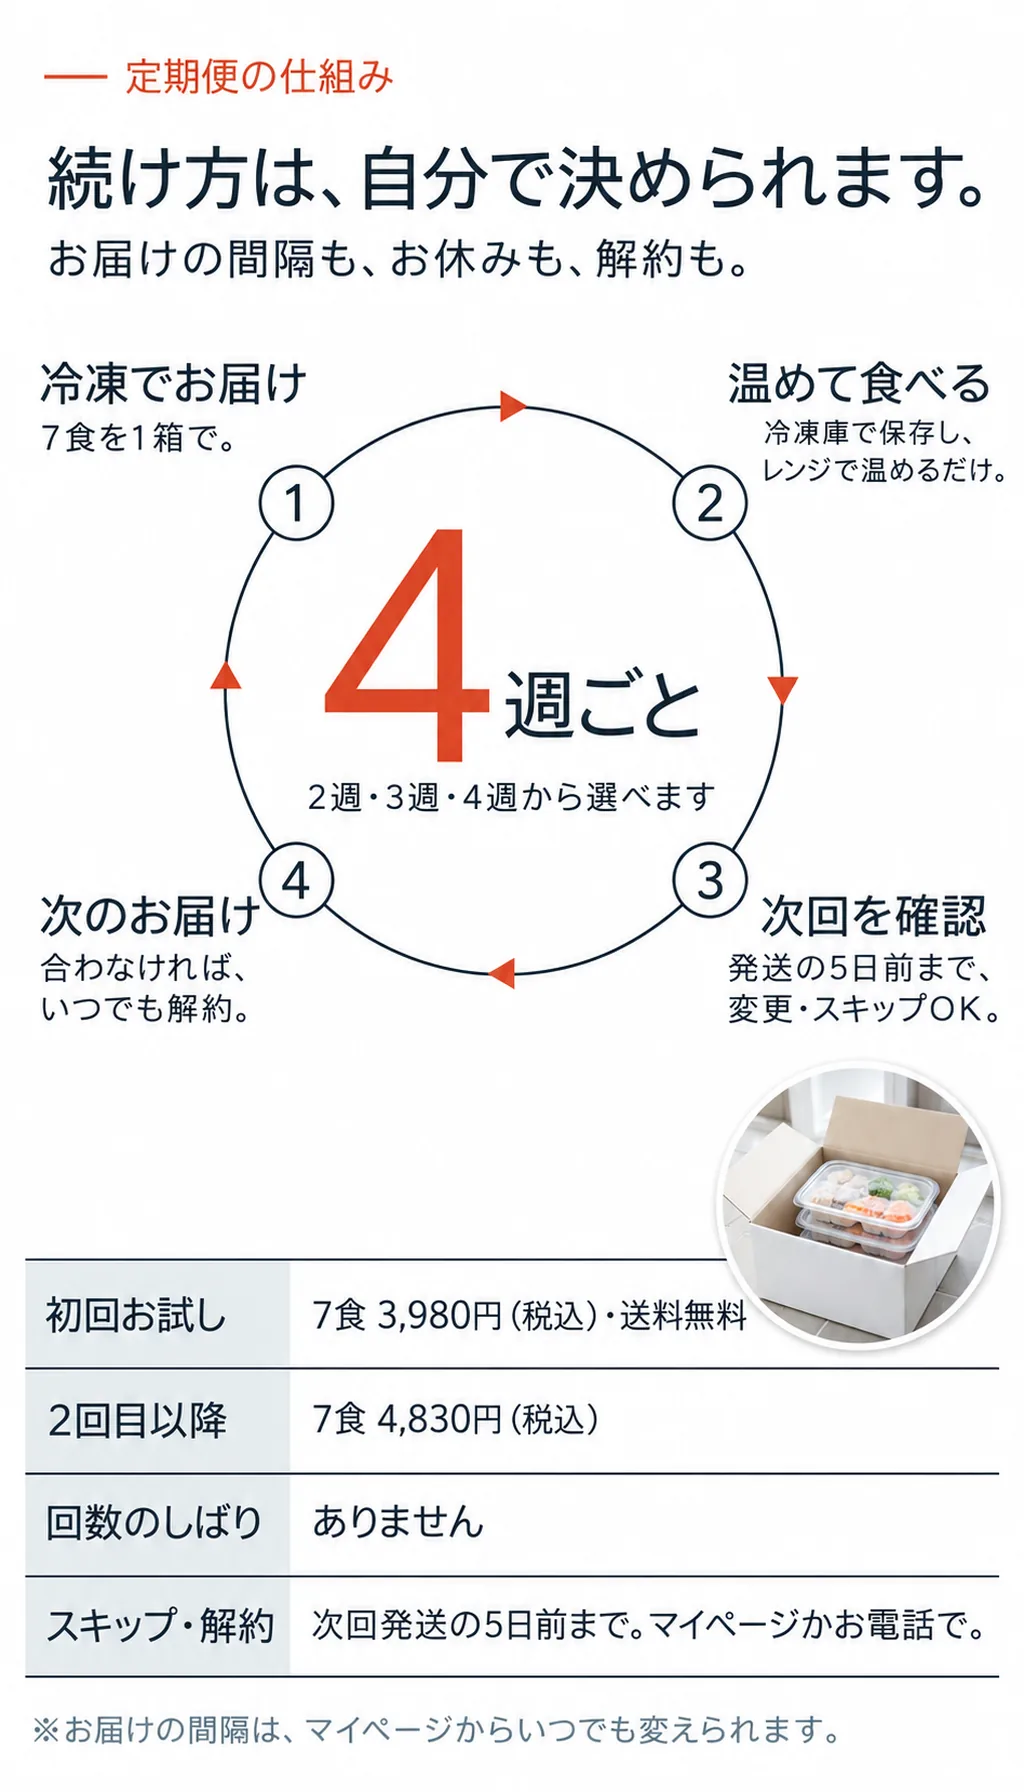 定期便の仕組み
続け方は、自分で決められます。
お届けの間隔も、お休みも、解約も。
冷凍でお届け
7食を1箱で。
1
温めて食べる
冷凍庫で保存し、
レンジで温めるだけ。
2
4週ごと
2週・3週・4週から選べます
3
次回を確認
発送の5日前まで、
変更・スキップOK。
4
次のお届け
合わなければ、
いつでも解約。
初回お試し 7食 3,980円(税込)・送料無料
2回目以降 7食 4,830円(税込)
回数のしばり ありません
スキップ・解約 次回発送の5日前まで。マイページかお電話で。
※お届けの間隔は、マイページからいつでも変えられます。